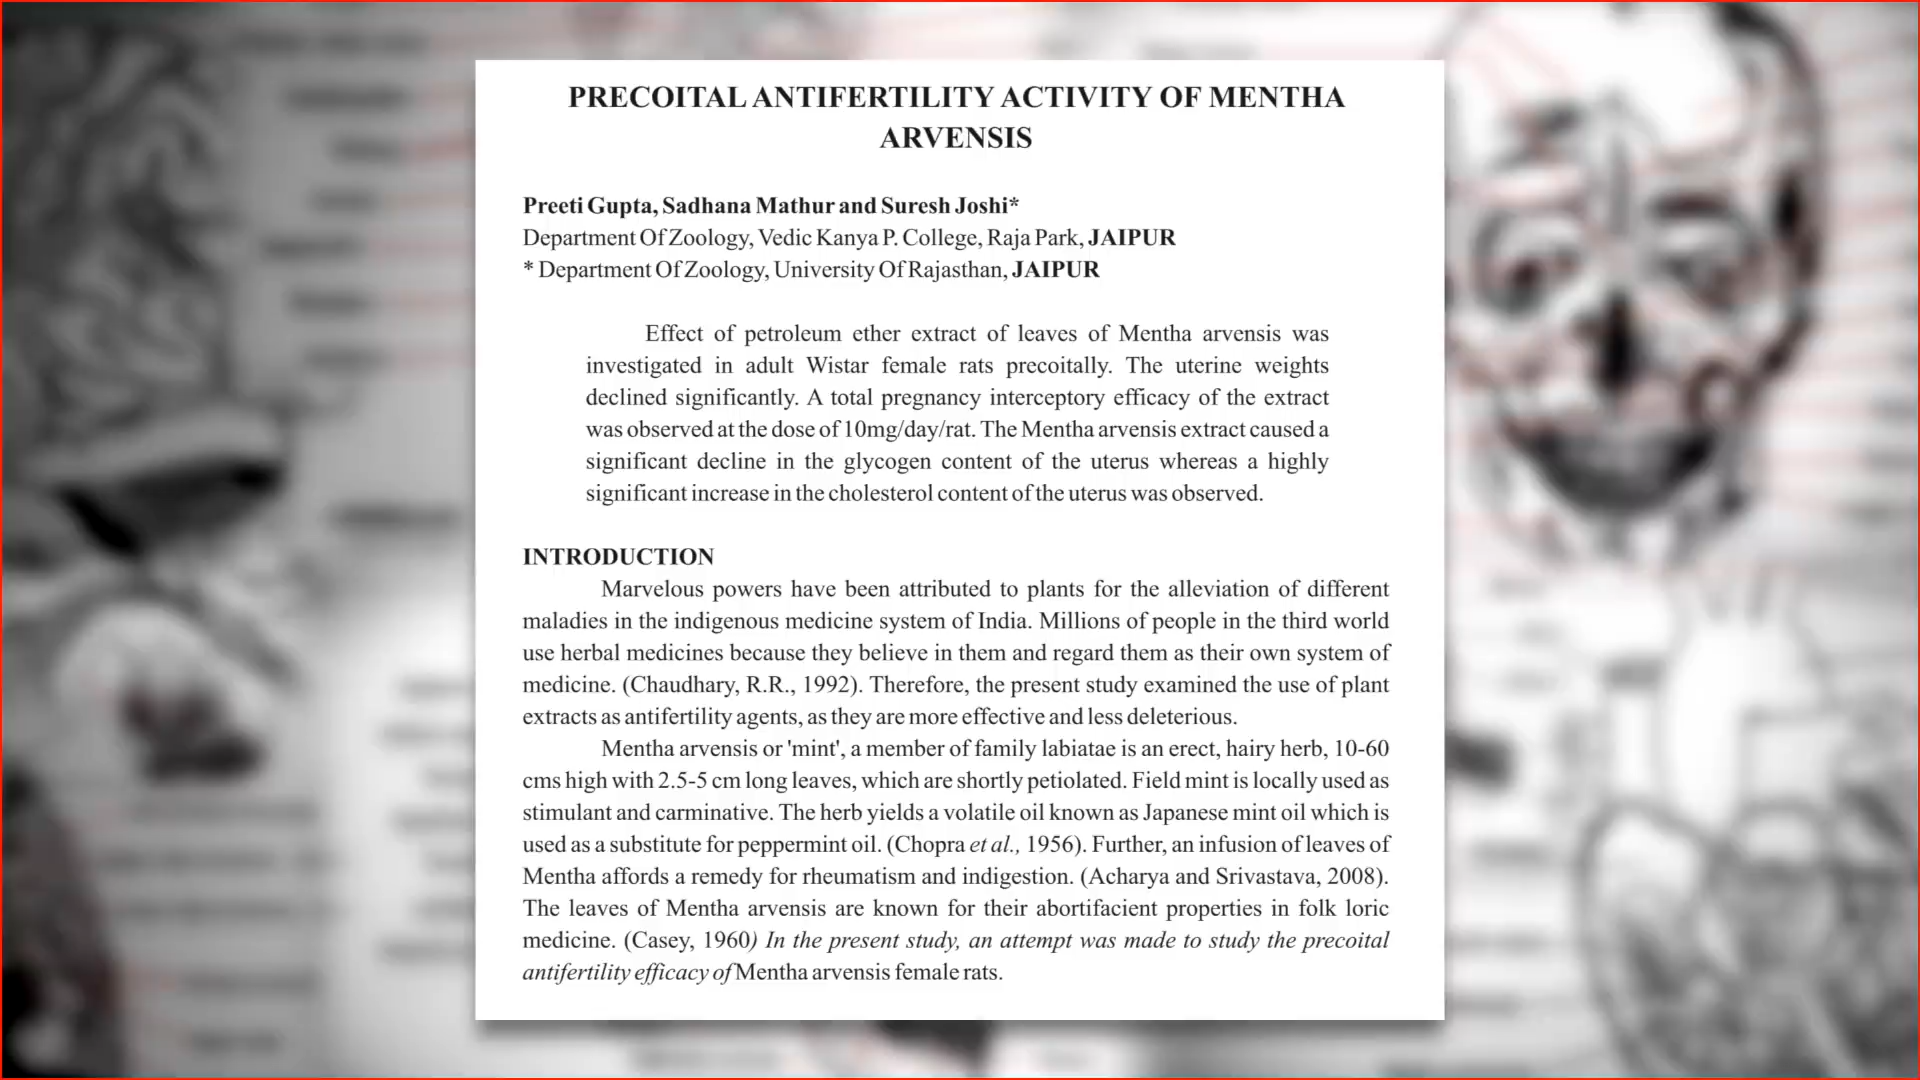 PRECOITAL ANTIFERTILITY ACTIVITY OF MENTHA
ARVENSIS
Preeti Gupta, Sadhana Mathur and Suresh Joshi*
Department Of Zoology, Vedic Kanya P. College, Raja Park, JAIPUR
* Department Of Zoology, University Of Rajasthan, JAIPUR
Effect of petroleum ether extract of leaves of Mentha arvensis was
investigated in adult Wistar female rats precoitally. The uterine weights
declined significantly. A total pregnancy interceptory efficacy of the extract
was observed at the dose of 10mg/day/rat. The Mentha arvensis extract caused a
significant decline in the glycogen content of the uterus whereas a highly
significant increase in the cholesterol content of the uterus was observed.
INTRODUCTION
Marvelous powers have been attributed to plants for the alleviation of different
maladies in the indigenous medicine system of India. Millions of people in the third world
use herbal medicines because they believe in them and regard them as their own system of
medicine. (Chaudhary, R.R., 1992). Therefore, the present study examined the use of plant
extracts as antifertility agents, as they are more effective and less deleterious.
Mentha arvensis or 'mint', a member of family labiatae is an erect, hairy herb, 10-60
cms high with 2.5-5 cm long leaves, which are shortly petiolated. Field mint is locally used as
stimulant and carminative. The herb yields a volatile oil known as Japanese mint oil which is
used as a substitute for peppermint oil. (Chopra et al., 1956). Further, an infusion of leaves of
Mentha affords a remedy for rheumatism and indigestion. (Acharya and Srivastava, 2008).
The leaves of Mentha arvensis are known for their abortifacient properties in folk loric
medicine. (Casey, 1960) In the present study, an attempt was made to study the precoital
antifertility efficacy of Mentha arvensis female rats.